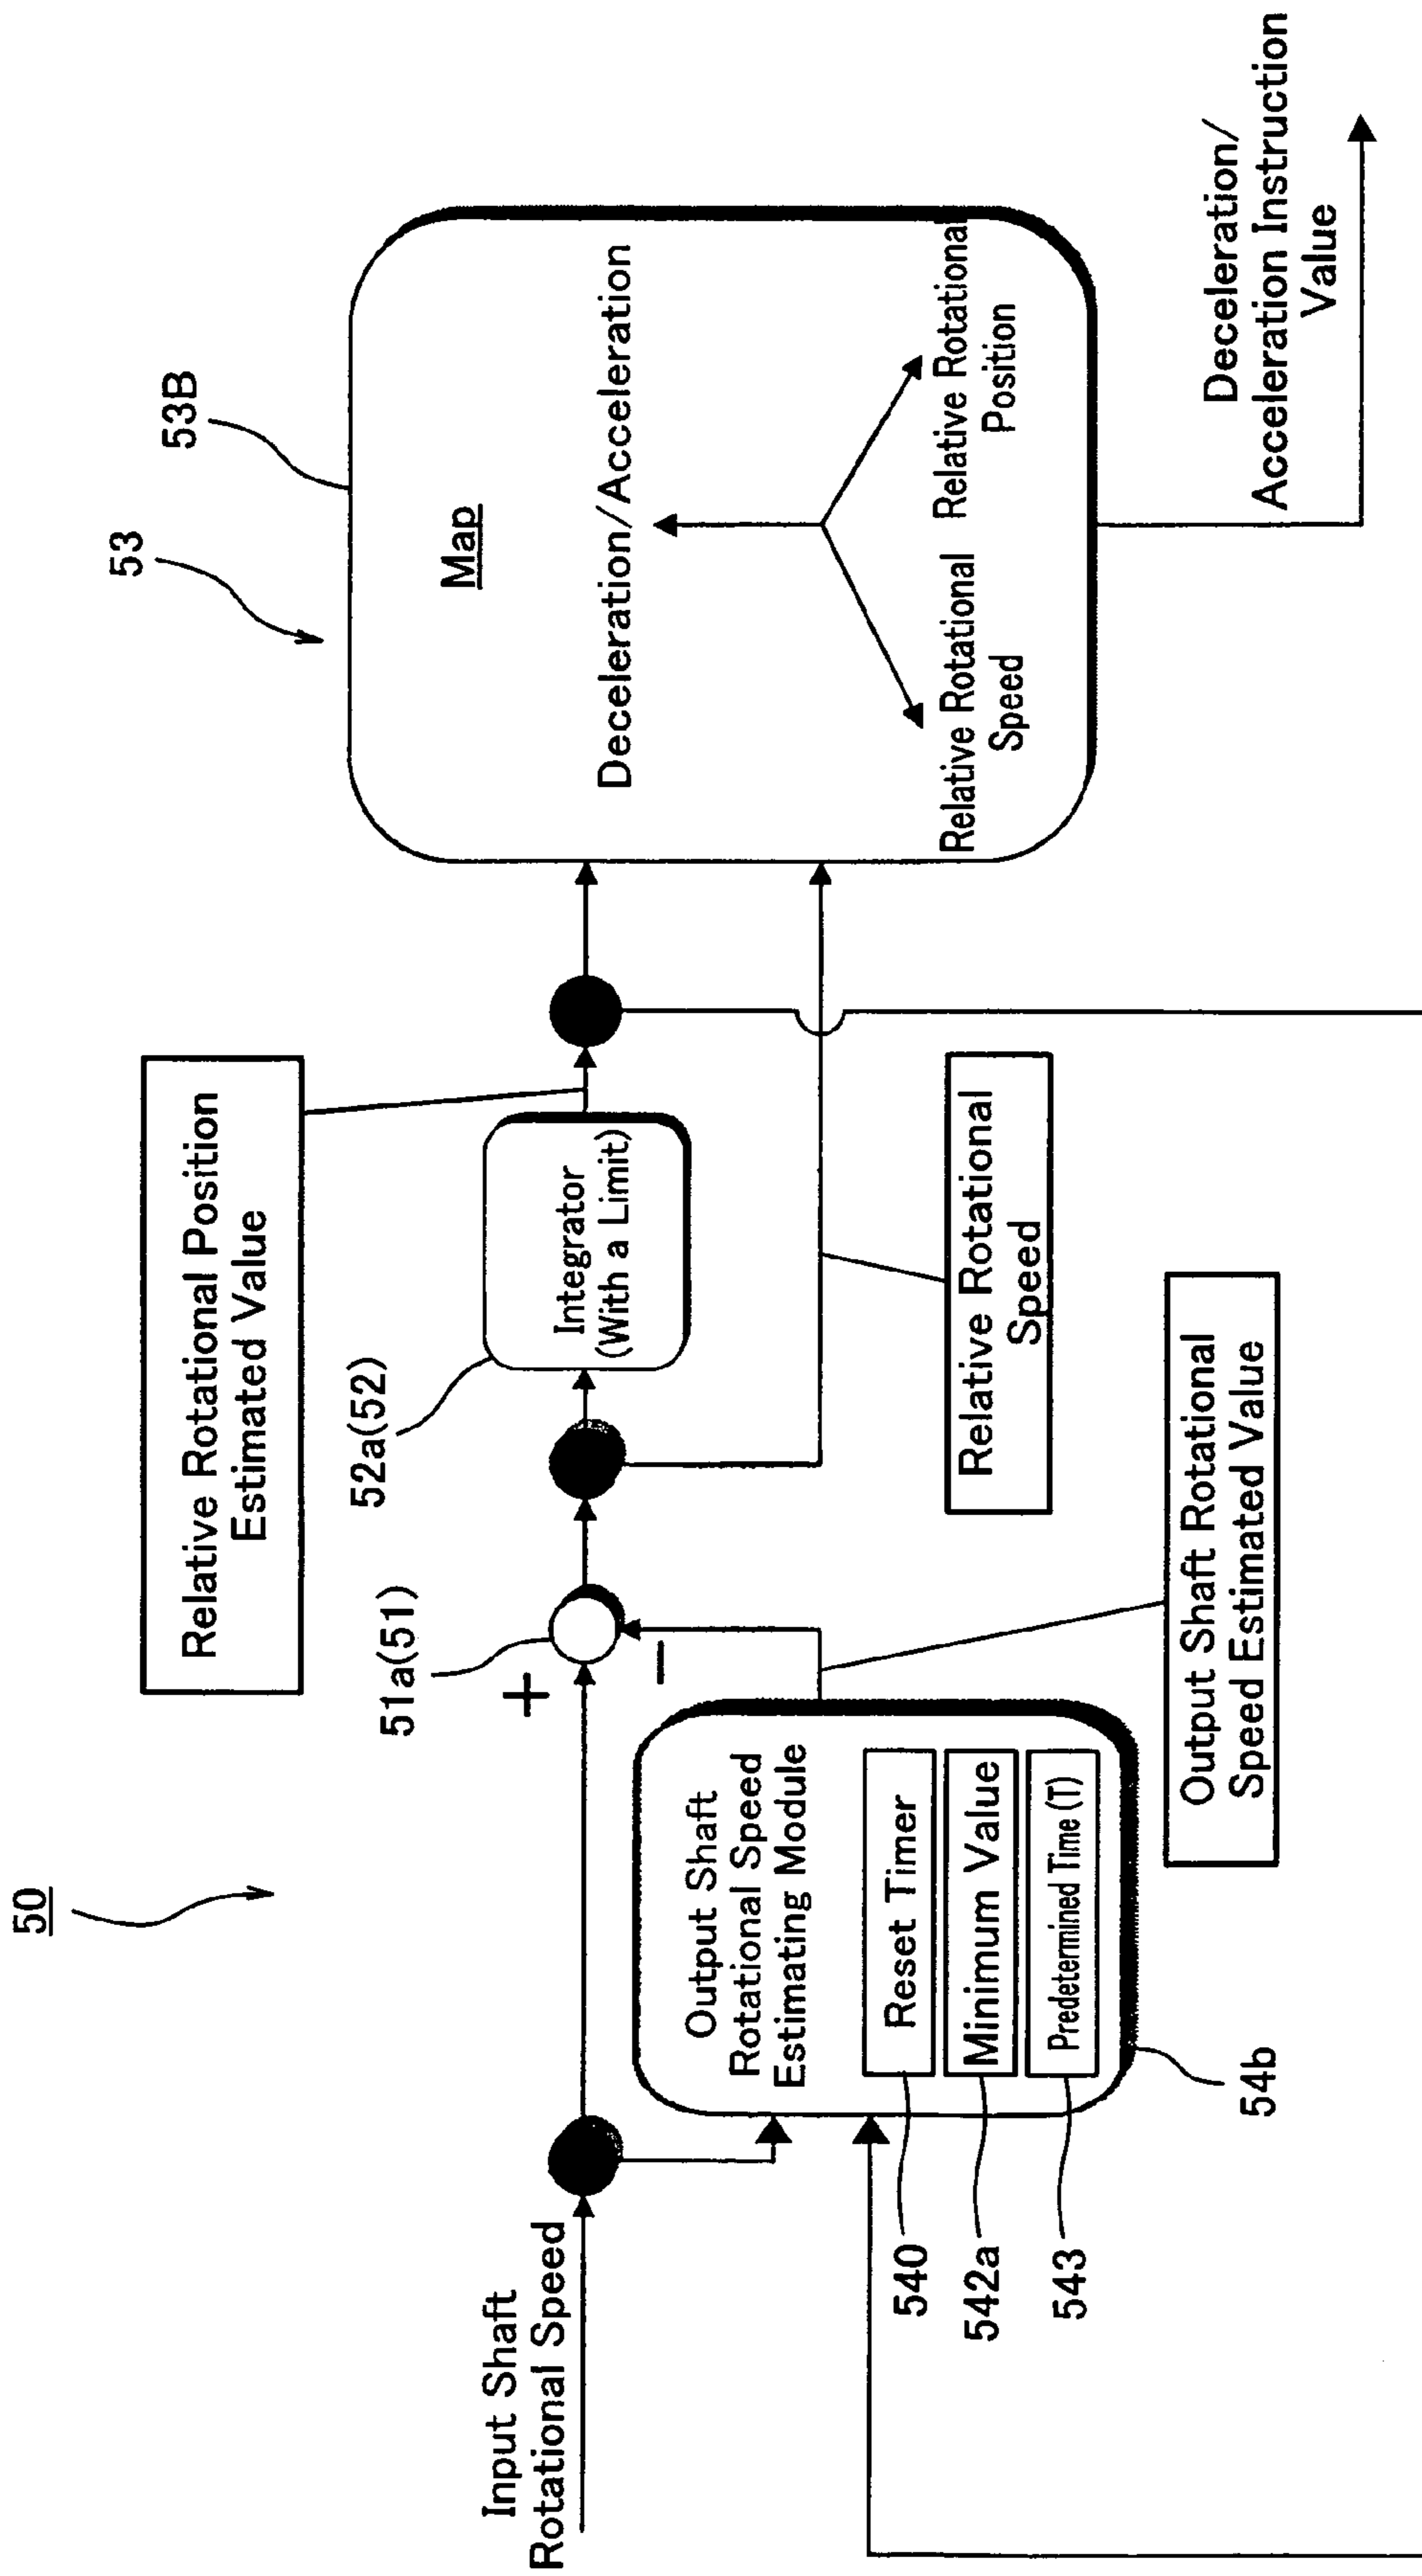 50
53
53B
Map
Deceleration/Acceleration
Relative Rotational
Speed
Relative Rotational
Position
Deceleration/
Acceleration Instruction
Value
Relative Rotational Position
Estimated Value
52a(52)
Integrator
(With a Limit)
51a(51)
+
−
Relative Rotational
Speed
Output Shaft Rotational
Speed Estimated Value
Input Shaft
Rotational Speed
Output Shaft
Rotational Speed
Estimating Module
Reset Timer
Minimum Value
Predetermined Time (T)
540
542a
543
54b